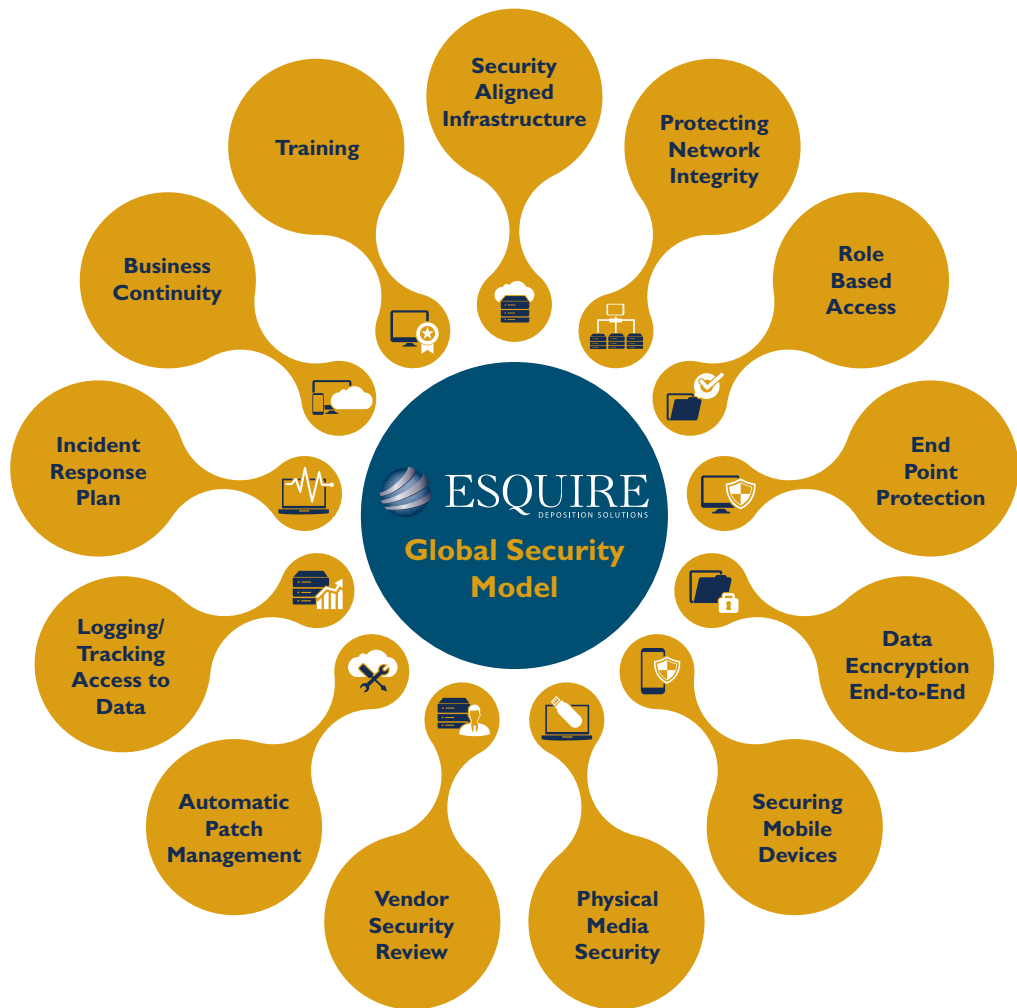 Security
Aligned
Infrastructure
Protecting
Network
Integrity
Role
Based
Access
End
Point
Protection
Data
Ecncryption
End-to-End
Securing
Mobile
Devices
Physical
Media
Security
Vendor
Security
Review
Automatic
Patch
Management
Logging/
Tracking
Access to
Data
Incident
Response
Plan
Business
Continuity
Training
ESQUIRE
DEPOSITION SOLUTIONS
Global Security
Model